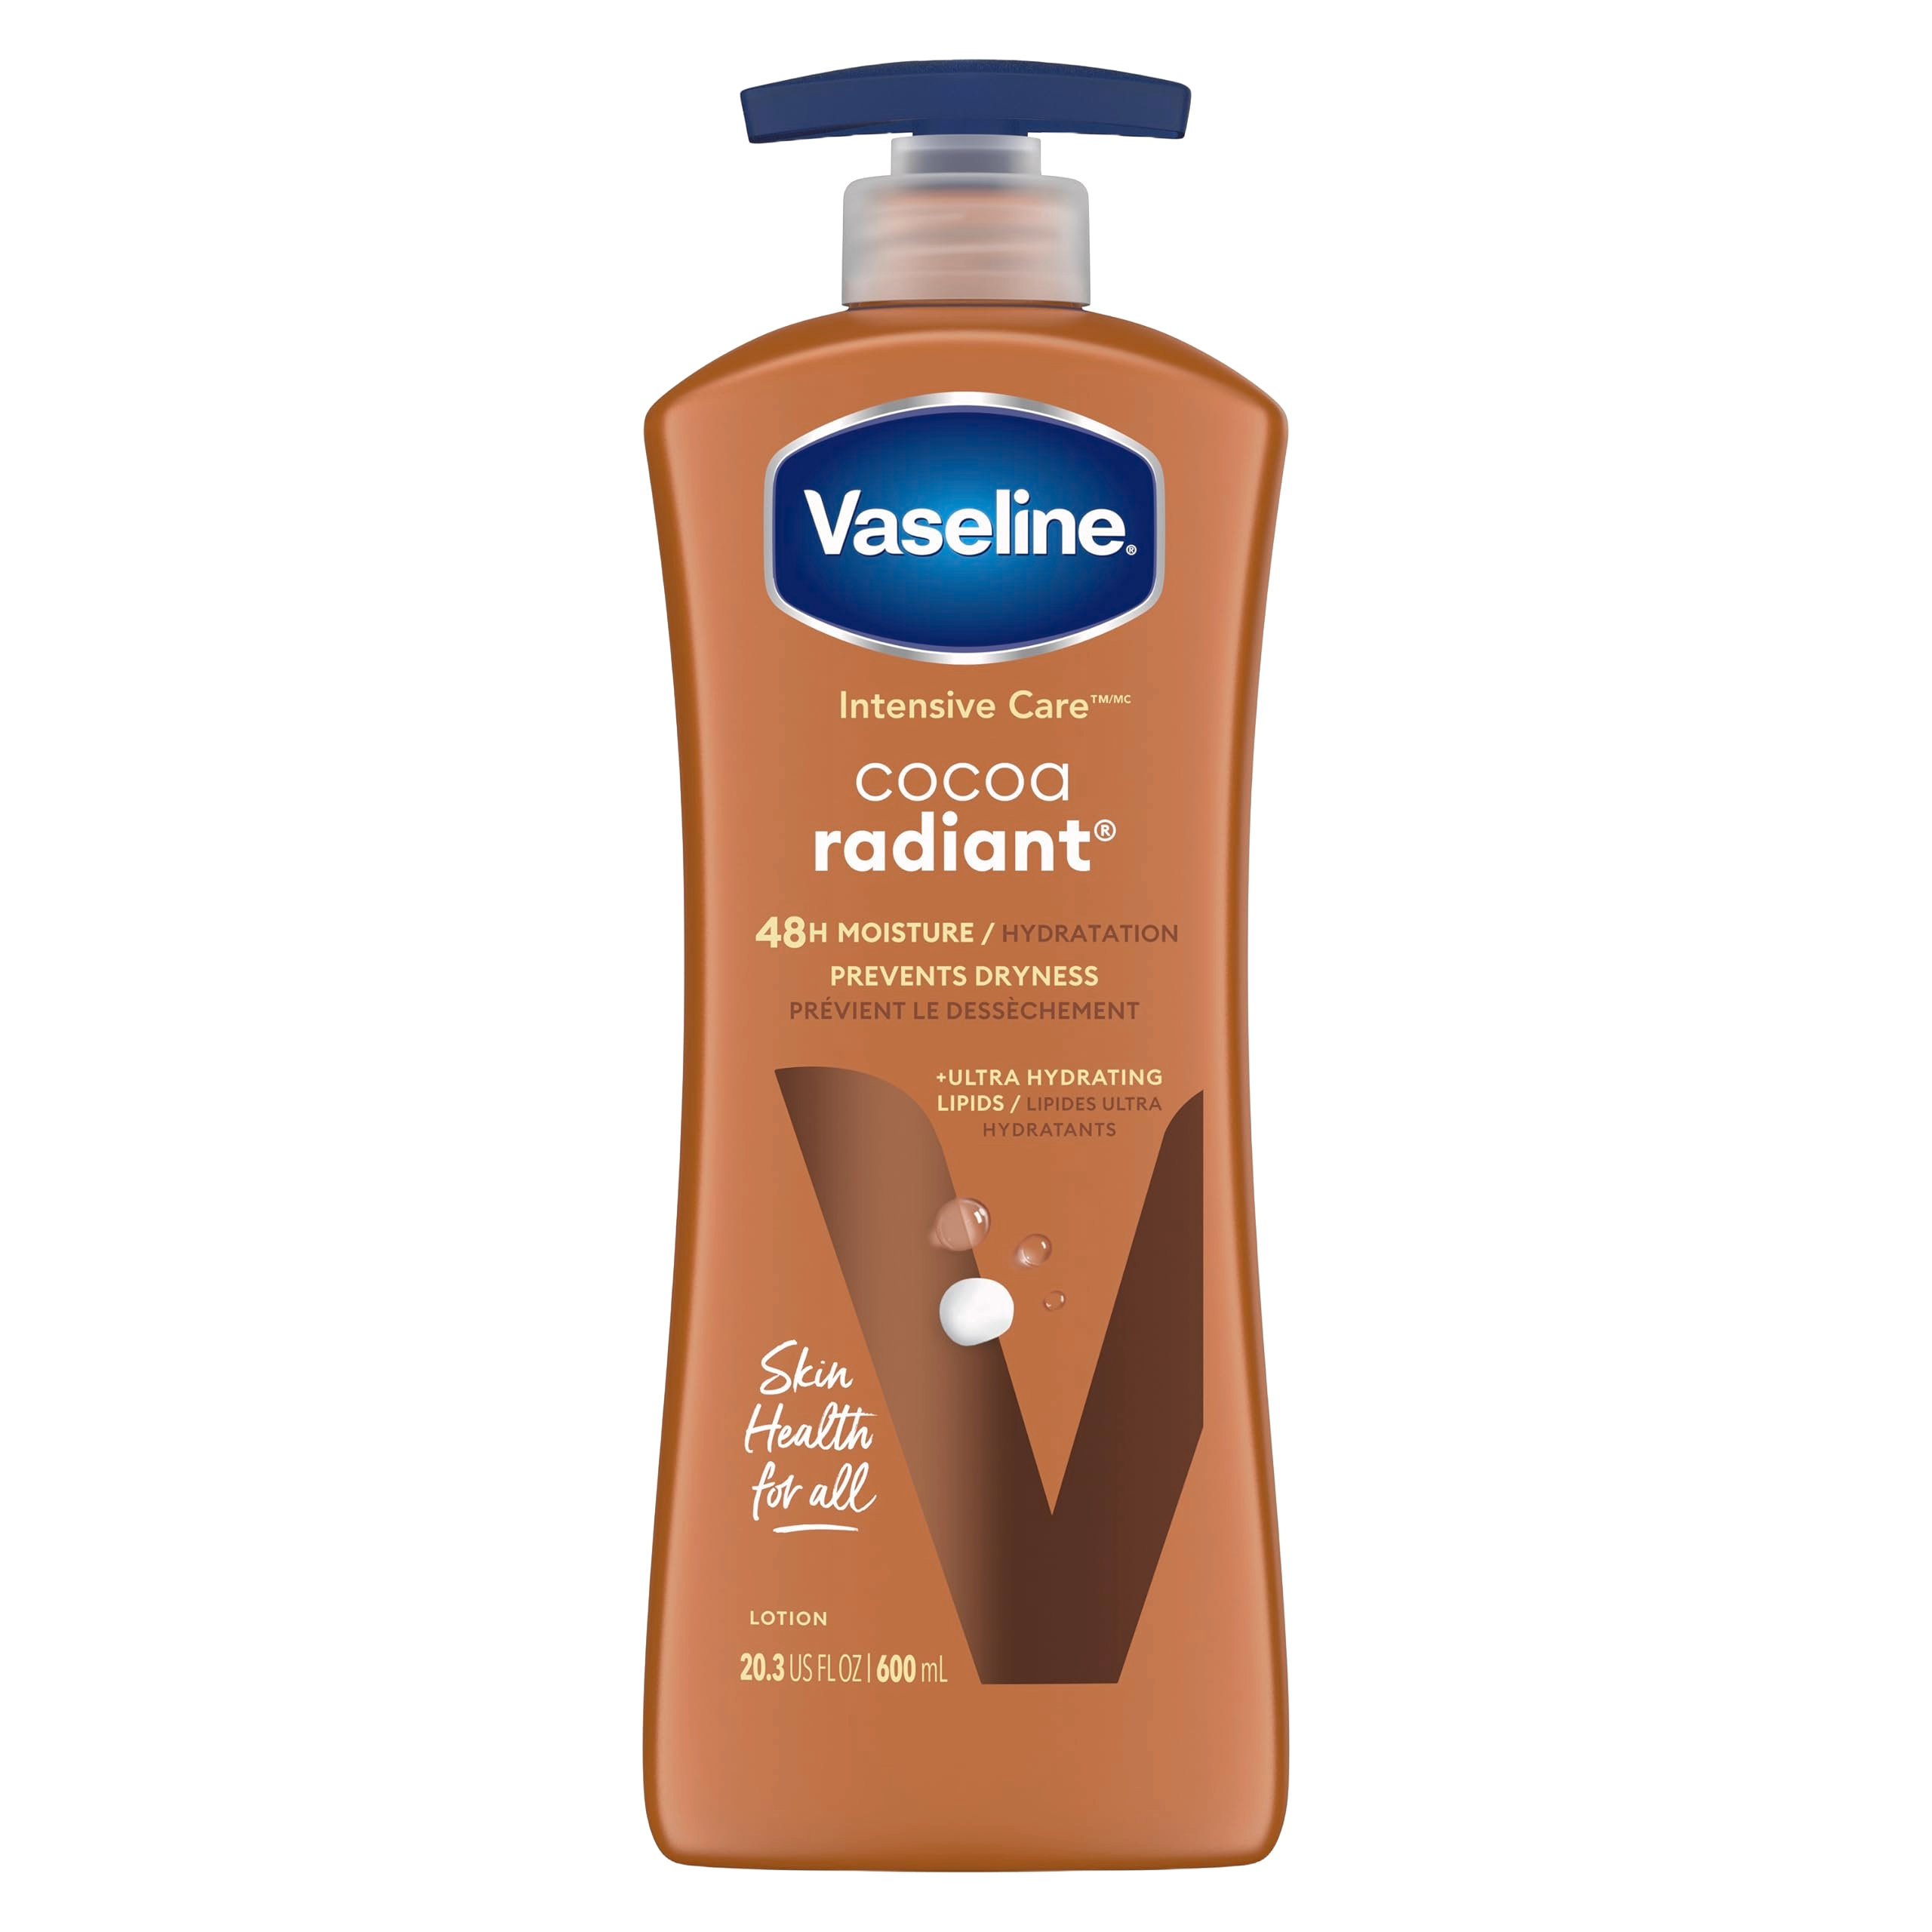 Vaseline®
Intensive Care™/MC
cocoa
radiant®
48H MOISTURE / HYDRATATION
PREVENTS DRYNESS
PRÉVIENT LE DESSÈCHEMENT
+ULTRA HYDRATING
LIPIDS / LIPIDES ULTRA
HYDRATANTS
Skin
Health
for all
LOTION
20.3 US FL OZ | 600 mL